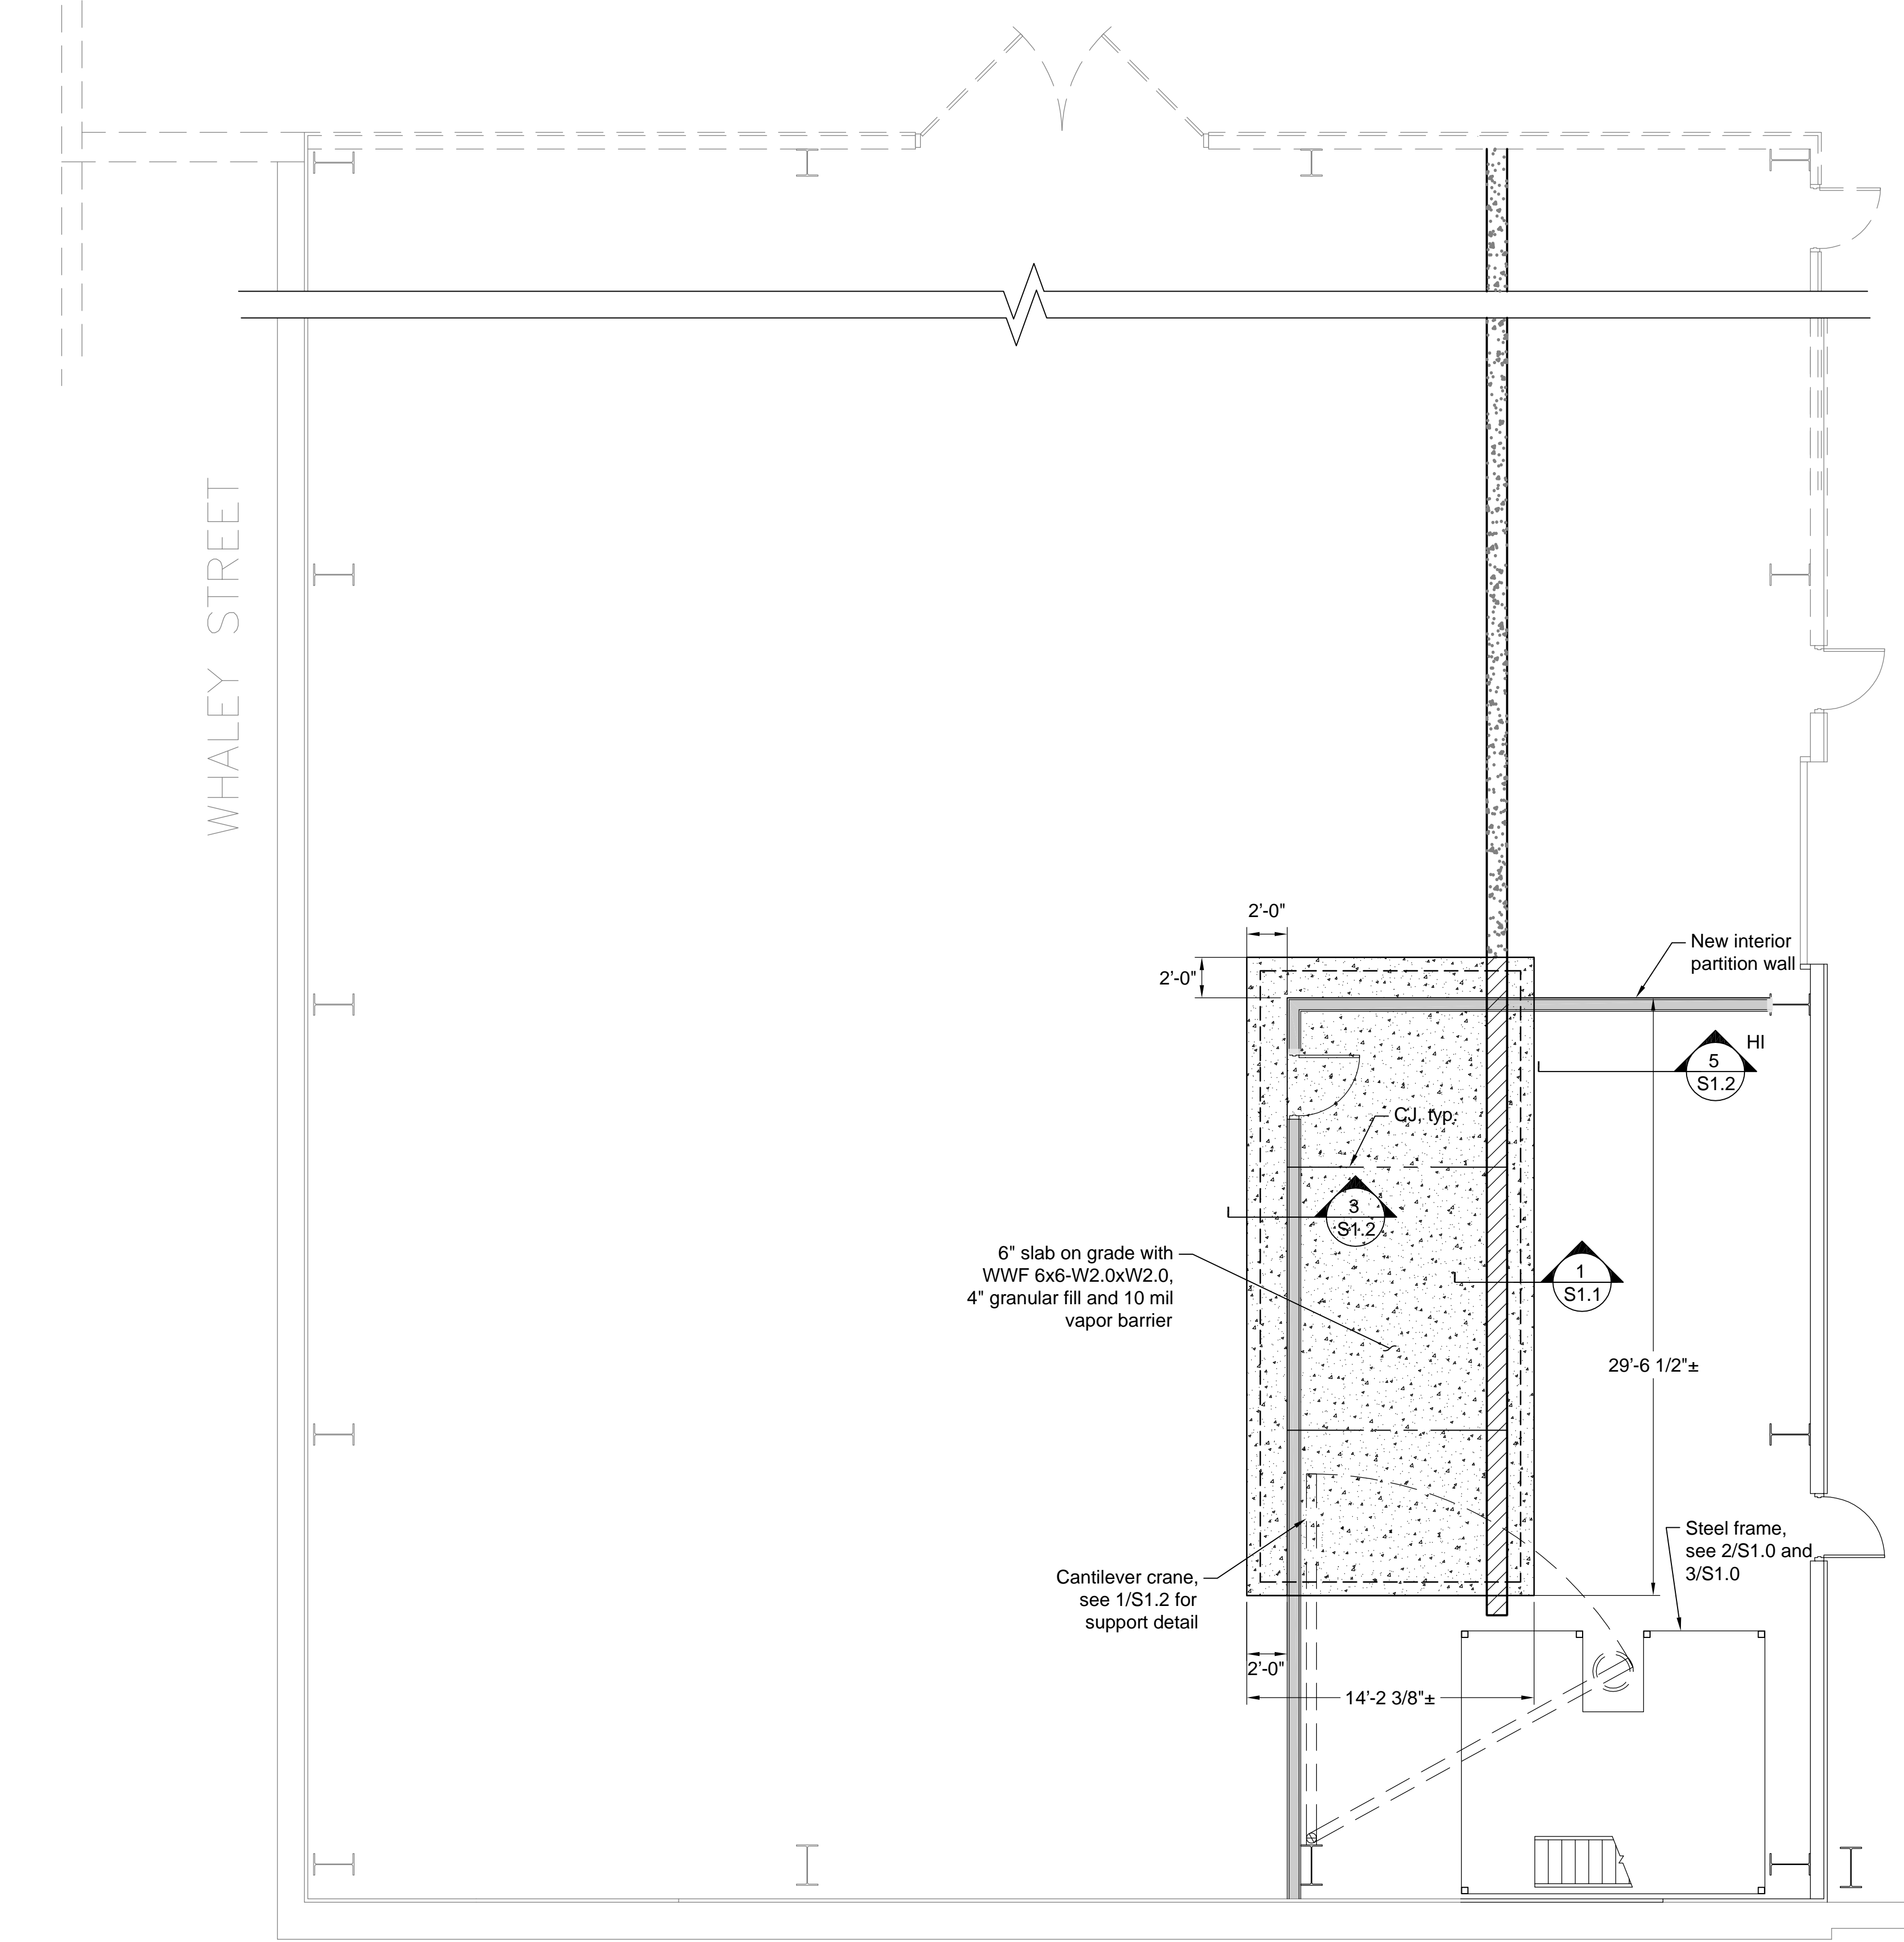 WHALEY STREET
2'-0"
2'-0"
New interior
partition wall
5
S1.2
HI
CJ, typ.
3
S1.2
6" slab on grade with
WWF 6x6-W2.0xW2.0,
4" granular fill and 10 mil
vapor barrier
1
S1.1
29'-6 1/2"±
Steel frame,
see 2/S1.0 and
3/S1.0
Cantilever crane,
see 1/S1.2 for
support detail
2'-0"
14'-2 3/8"±